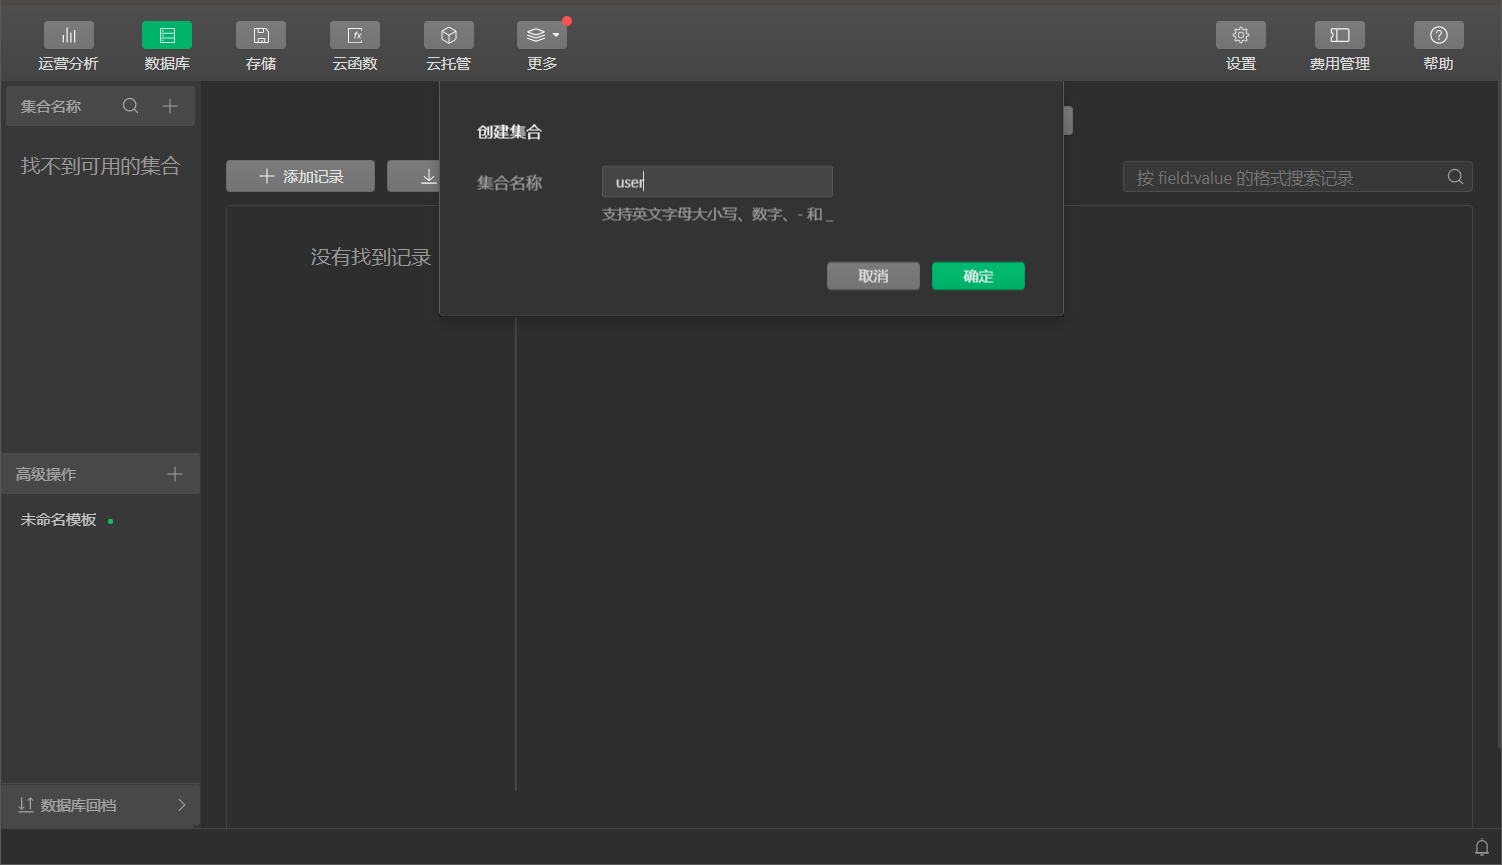 运营分析
数据库
存储
云函数
云托管
更多
设置
费用管理
帮助
集合名称
找不到可用的集合
添加记录
按 field:value 的格式搜索记录
没有找到记录
创建集合
集合名称
user
支持英文字母大小写、数字、- 和 _
取消
确定
高级操作
未命名模板
数据库回档